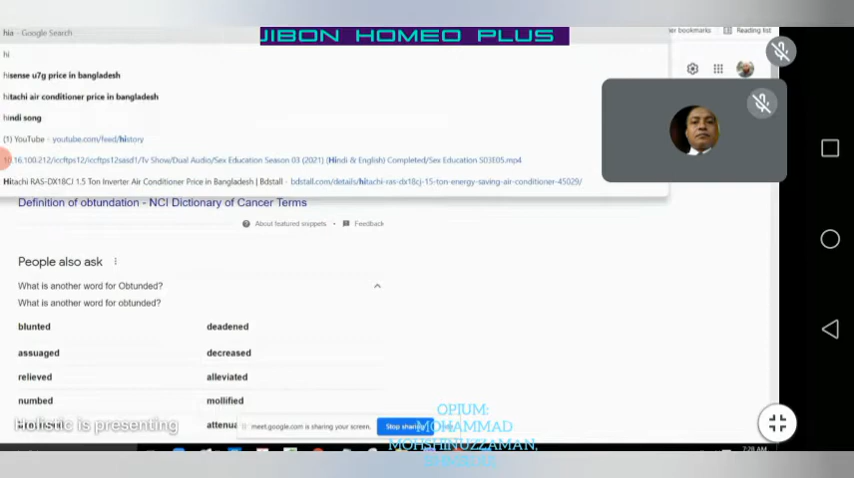 JIBON HOMEO PLUS
hia - Google Search
er bookmarks
Reading list
hi
hisense u7g price in bangladesh
hitachi air conditioner price in bangladesh
hindi song
(1) YouTube - youtube.com/feed/history
16.100.212/iccftps12/iccftps12sasd1/Tv Show/Dual Audio/Sex Education Season 03 (2021) (Hindi & English) Completed/Sex Education S03E05.mp4
Hitachi RAS-DX18CJ 1.5 Ton Inverter Air Conditioner Price in Bangladesh | Bdstall - bdstall.com/details/hitachi-ras-dx18cj-15-ton-energy-saving-air-conditioner-45029/
Definition of obtundation - NCI Dictionary of Cancer Terms
About featured snippets • Feedback
People also ask
What is another word for Obtunded?
What is another word for obtunded?
blunted deadened
assuaged decreased
relieved alleviated
numbed mollified
Holistic is presenting
attenua
meet.google.com is sharing your screen.
Stop sharing
OPIUM:
MOHAMMAD
MOHSHINUZZAMAN,
7:28 AM